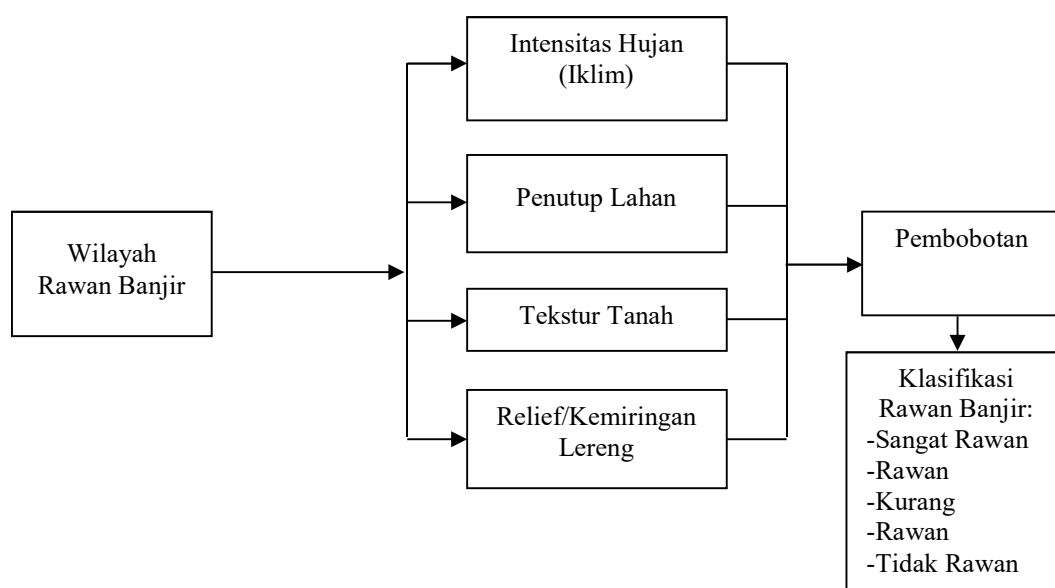 Wilayah
Rawan Banjir
Intensitas Hujan
(Iklim)
Penutup Lahan
Tekstur Tanah
Relief/Kemiringan
Lereng
Pembobotan
Klasifikasi
Rawan Banjir:
-Sangat Rawan
-Rawan
-Kurang
-Rawan
-Tidak Rawan